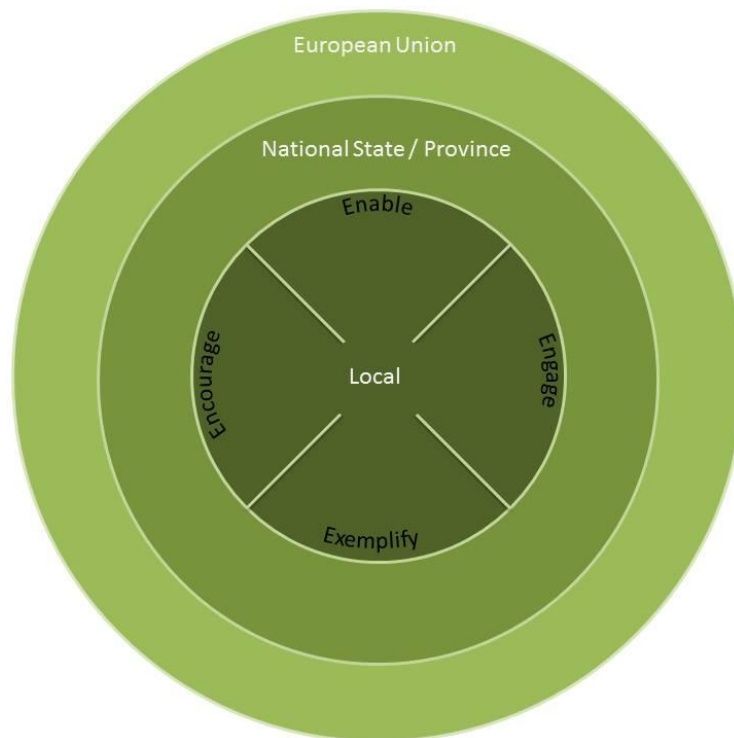 European Union
National State / Province
Enable
Encourage
Local
Engage
Exemplify